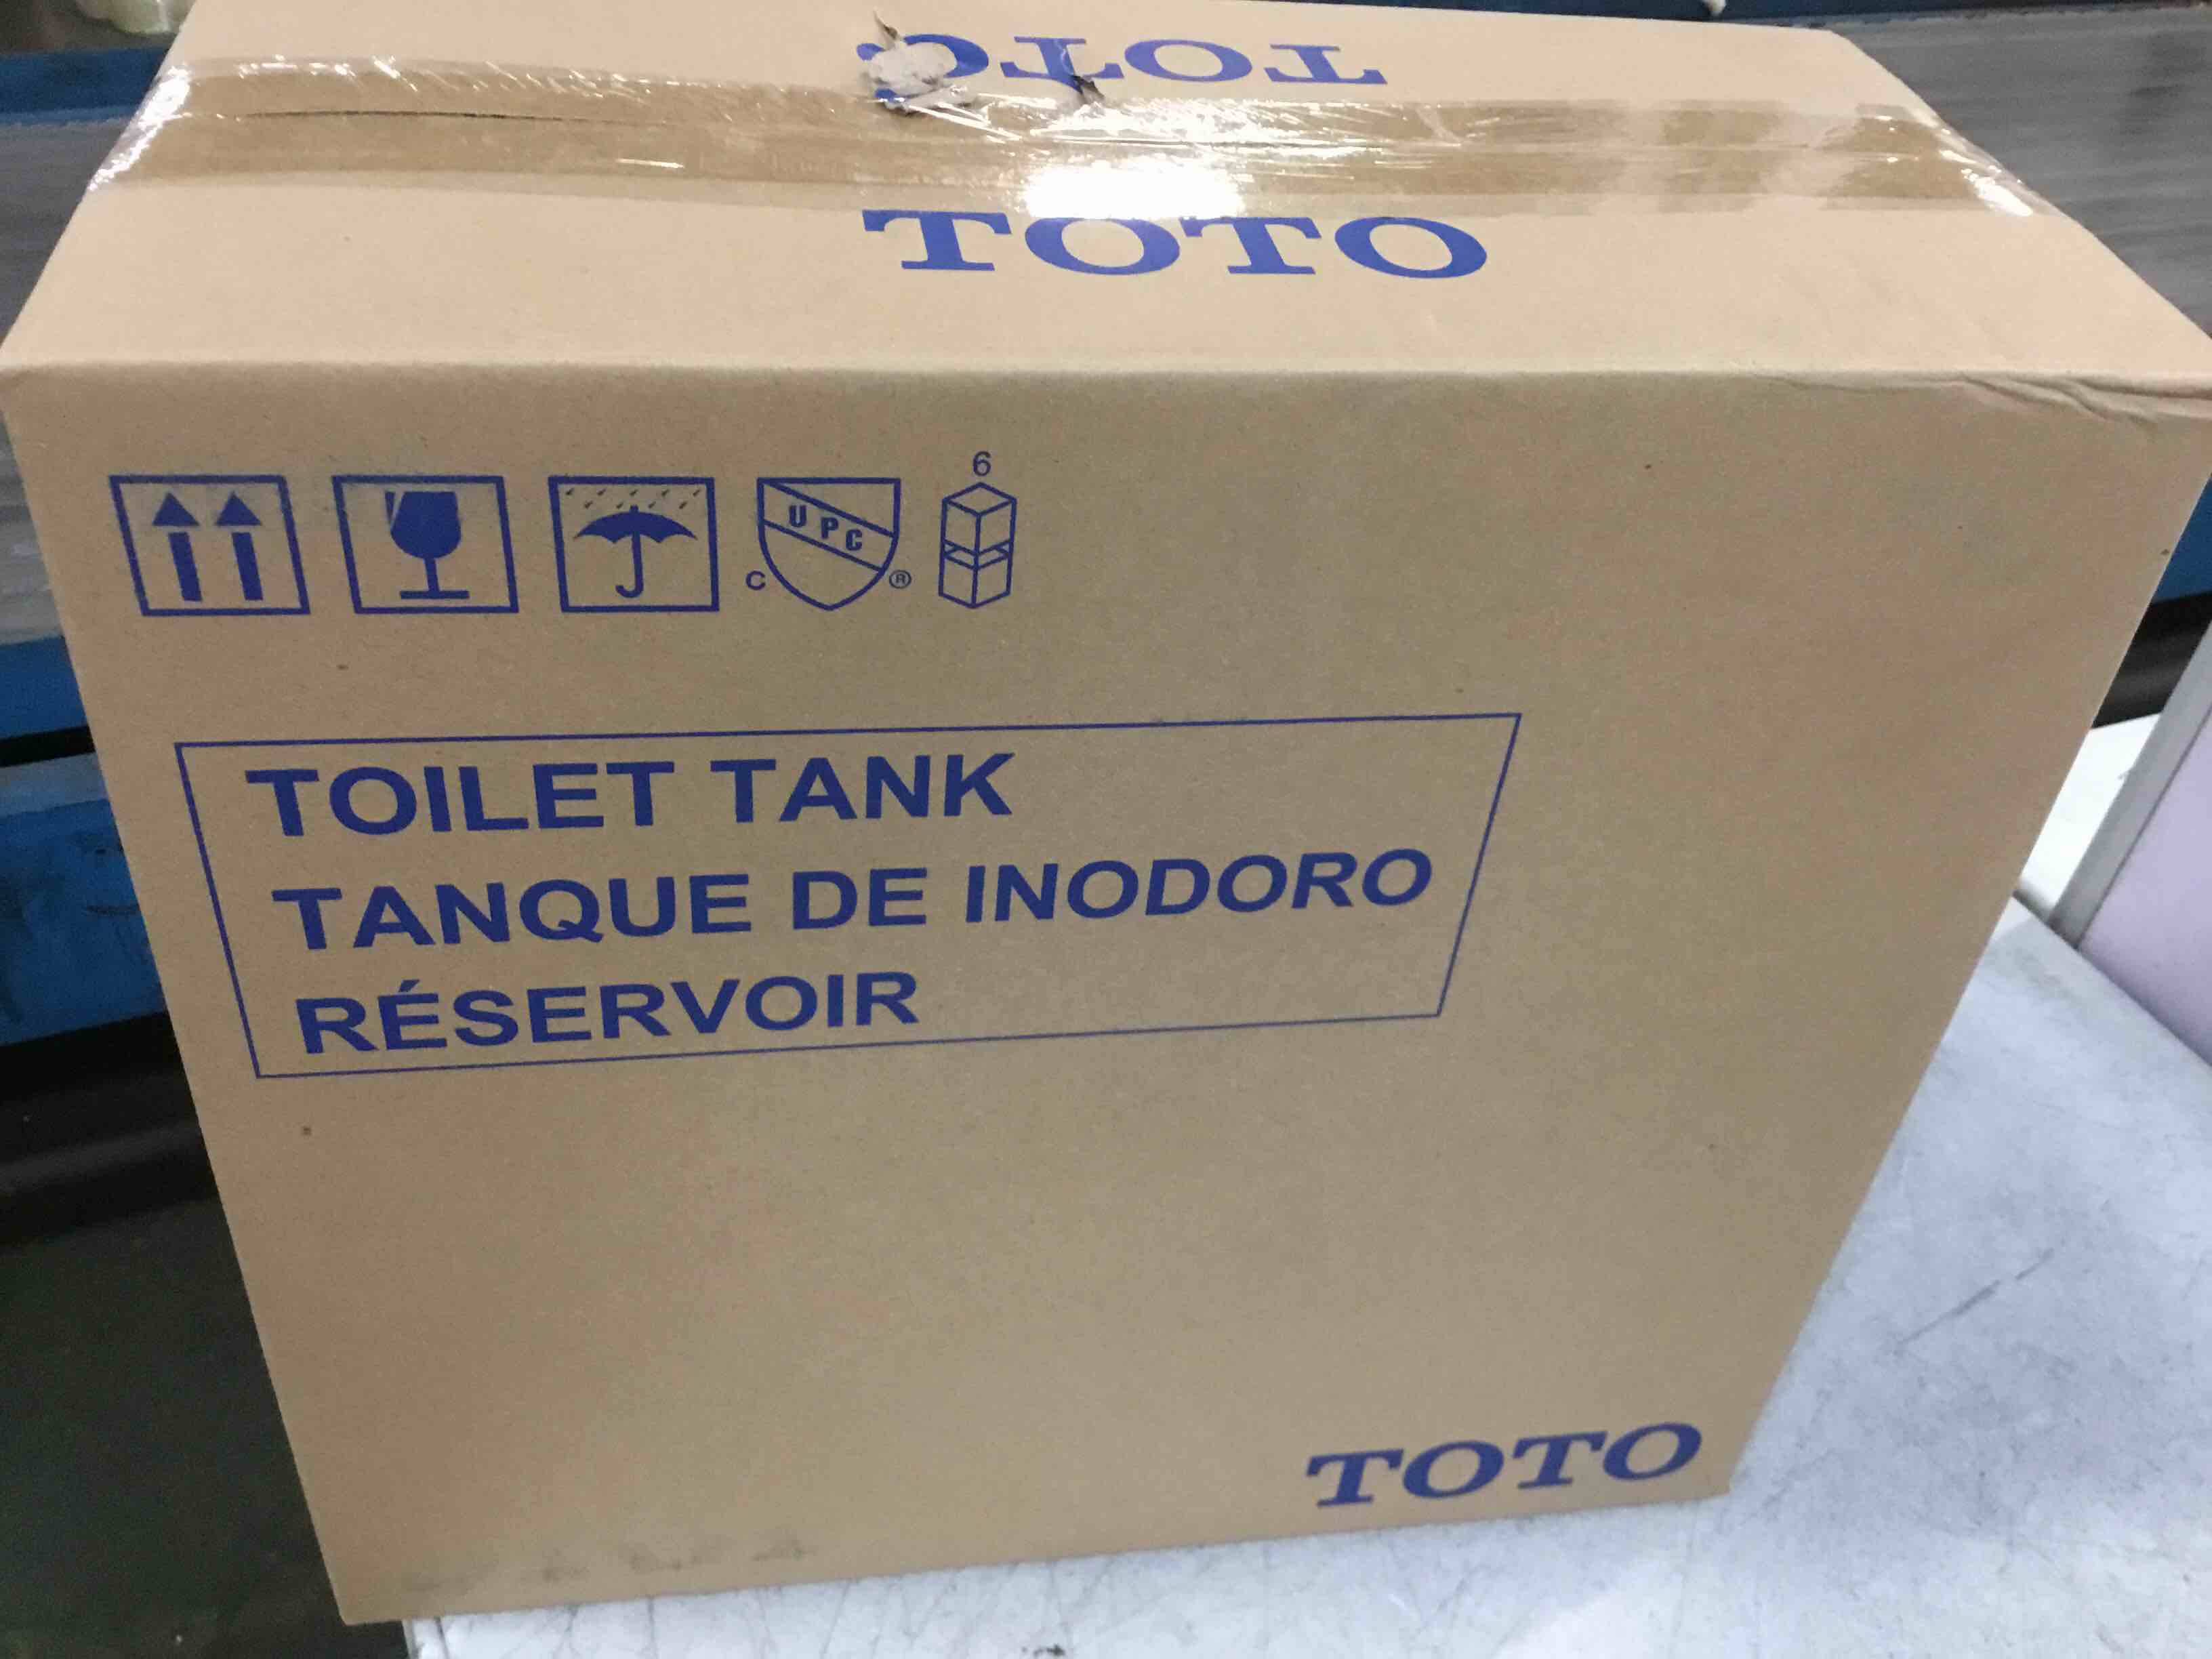 TOTO
TOTO
6
UPC
C ®
TOILET TANK
TANQUE DE INODORO
RÉSERVOIR
TOTO